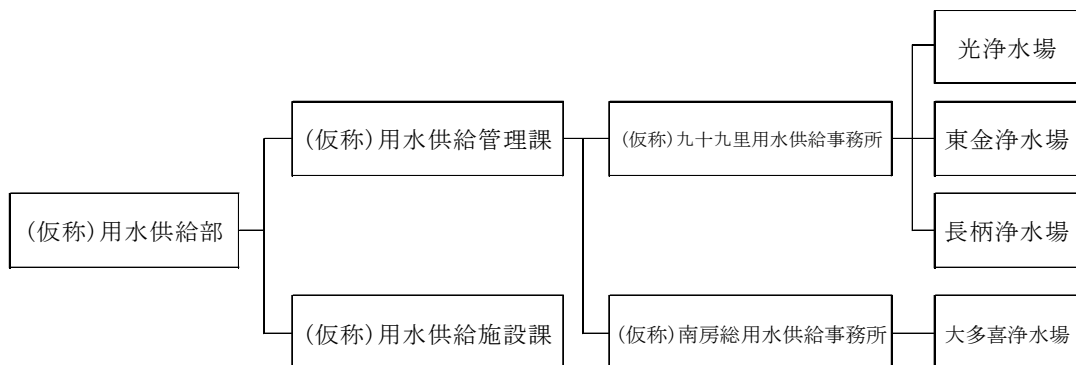 光浄水場
(仮称)用水供給管理課
(仮称)九十九里用水供給事務所
東金浄水場
(仮称)用水供給部
長柄浄水場
(仮称)用水供給施設課
(仮称)南房総用水供給事務所
大多喜浄水場